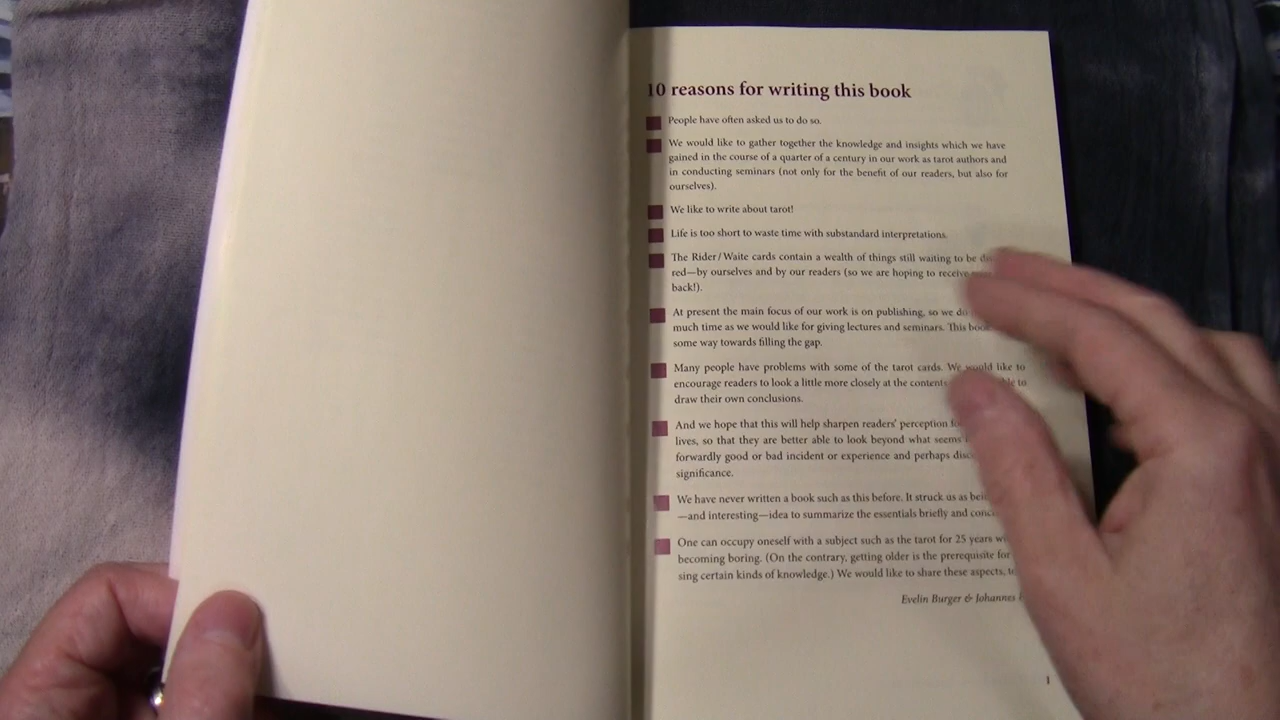 10 reasons for writing this book
People have often asked us to do so.
We would like to gather together the knowledge and insights which we have
gained in the course of a quarter of a century in our work as tarot authors and
in conducting seminars (not only for the benefit of our readers, but also for
ourselves).
We like to write about tarot!
Life is too short to waste time with substandard interpretations.
The Rider/Waite cards contain a wealth of things still waiting to be
red—by ourselves and by our readers (so we are hoping to receive
back!).
At present the main focus of our work is on publishing, so we
much time as we would like for giving lectures and seminars. This book
some way towards filling the gap.
Many people have problems with some of the tarot cards. We would like to
encourage readers to look a little more closely at the contents to
draw their own conclusions.
And we hope that this will help sharpen readers' perception
lives, so that they are better able to look beyond what seems
forwardly good or bad incident or experience and perhaps
significance.
We have never written a book such as this before. It struck us as
—and interesting—idea to summarize the essentials briefly and
One can occupy oneself with a subject such as the tarot for 25 years
becoming boring. (On the contrary, getting older is the prerequisite for
sing certain kinds of knowledge.) We would like to share these aspects,
Evelin Burger & Johannes
1